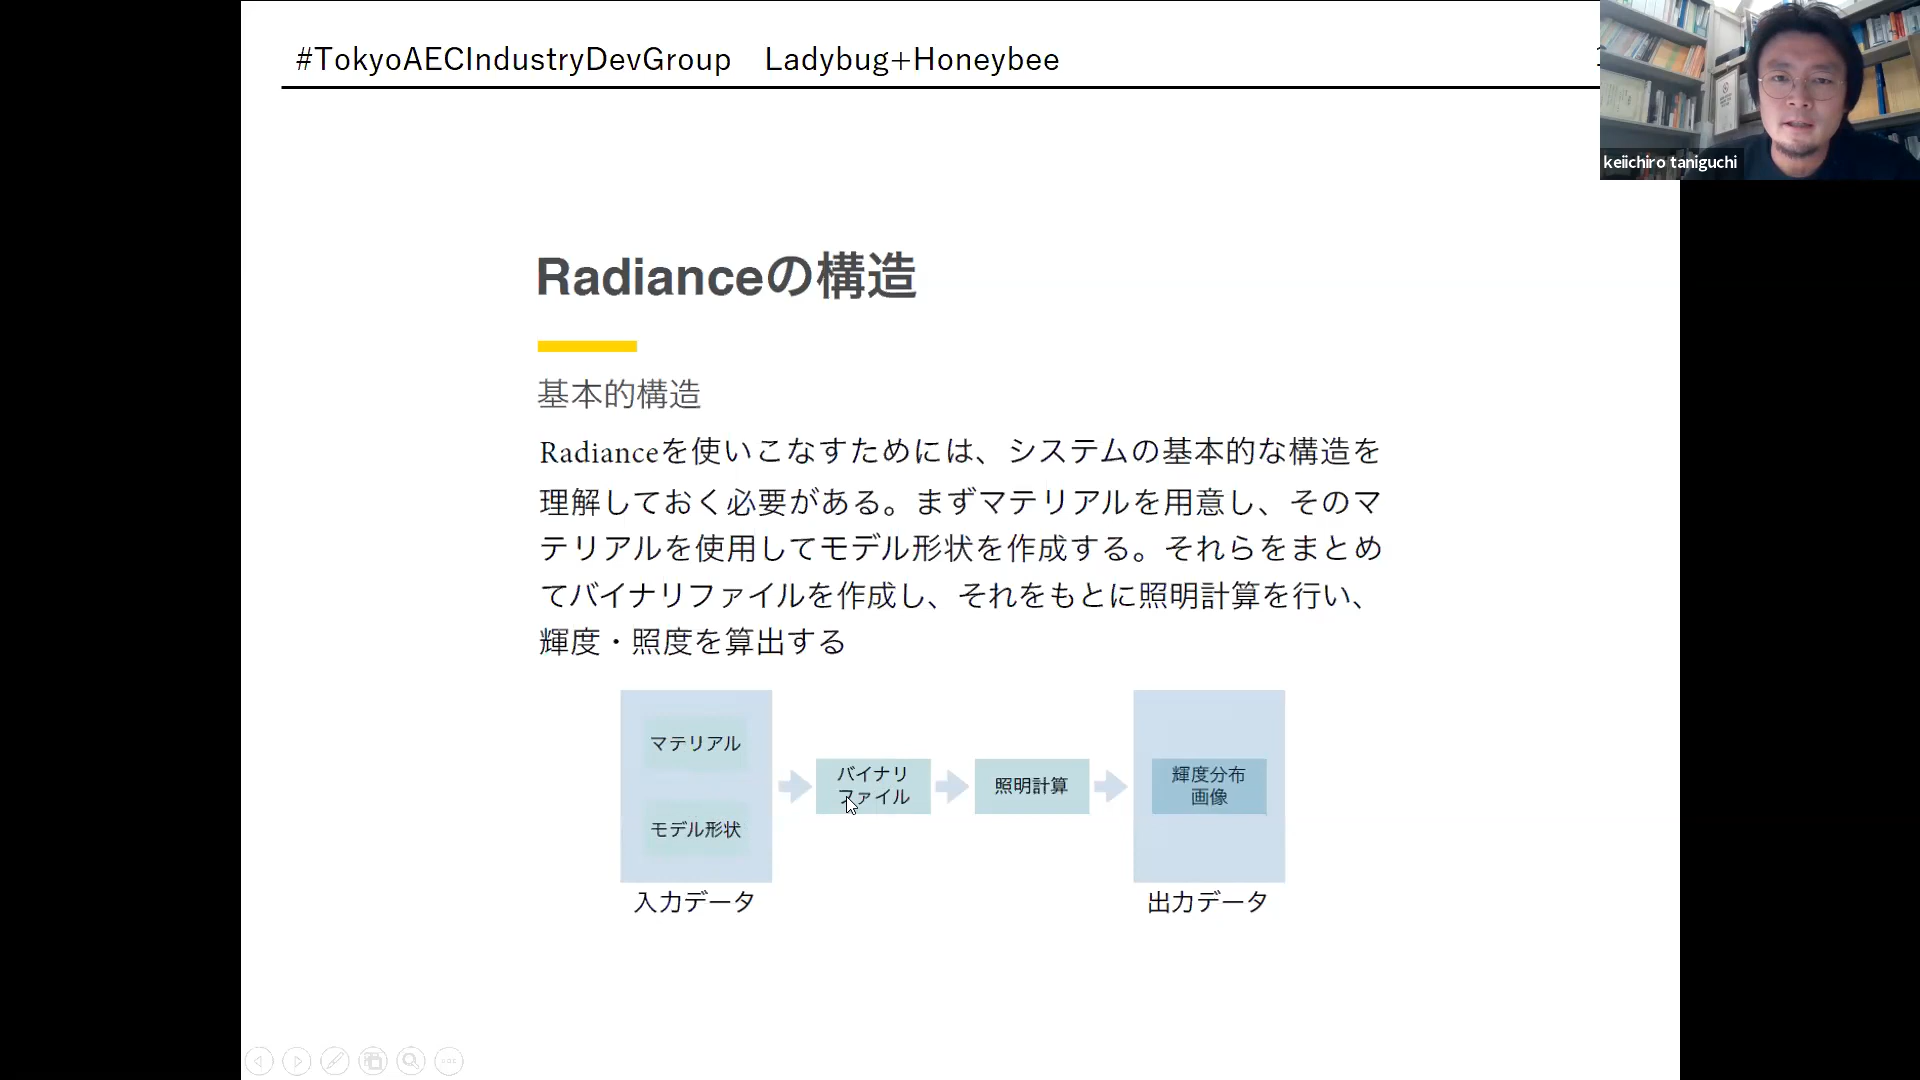 #TokyoAECIndustryDevGroup Ladybug+Honeybee
keiichiro taniguchi
Radianceの構造
基本的構造
Radianceを使いこなすためには、システムの基本的な構造を
理解しておく必要がある。まずマテリアルを用意し、そのマ
テリアルを使用してモデル形状を作成する。それらをまとめ
てバイナリファイルを作成し、それをもとに照明計算を行い、
輝度・照度を算出する
マテリアル
モデル形状
入力データ
バイナリ
ファイル
照明計算
輝度分布
画像
出力データ